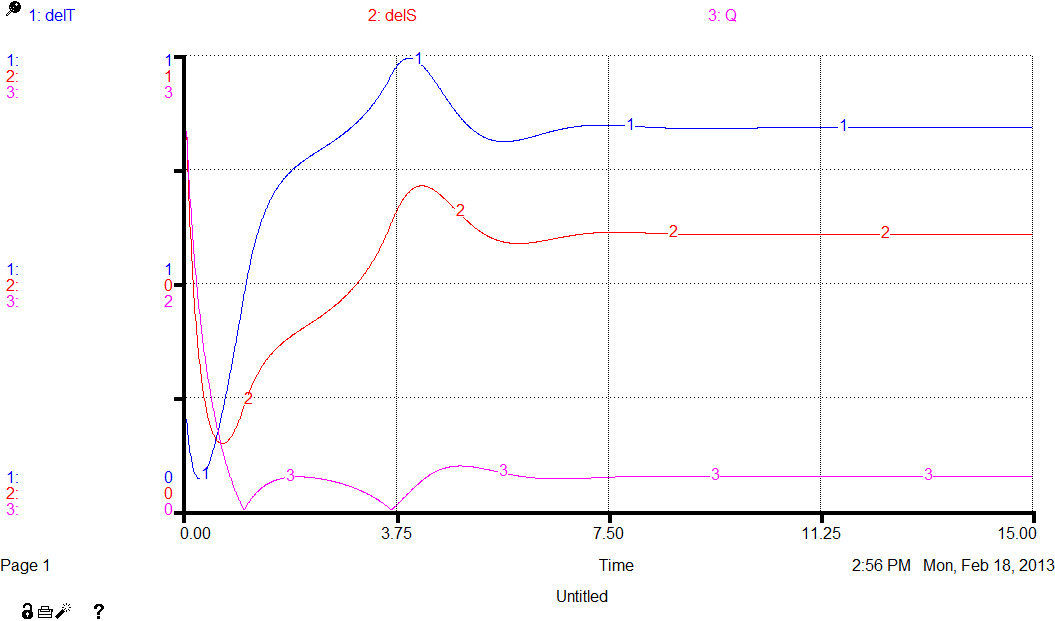 1: delT 2: delS 3: Q
1: 1
2: 1
3: 3
1: 1
2: 0
3: 2
1: 0
2: 0
3: 0
1 1 1 1
2 2 2 2
3 3 3 3
0.00 3.75 7.50 11.25 15.00
Page 1 Time 2:56 PM Mon, Feb 18, 2013
Untitled
?